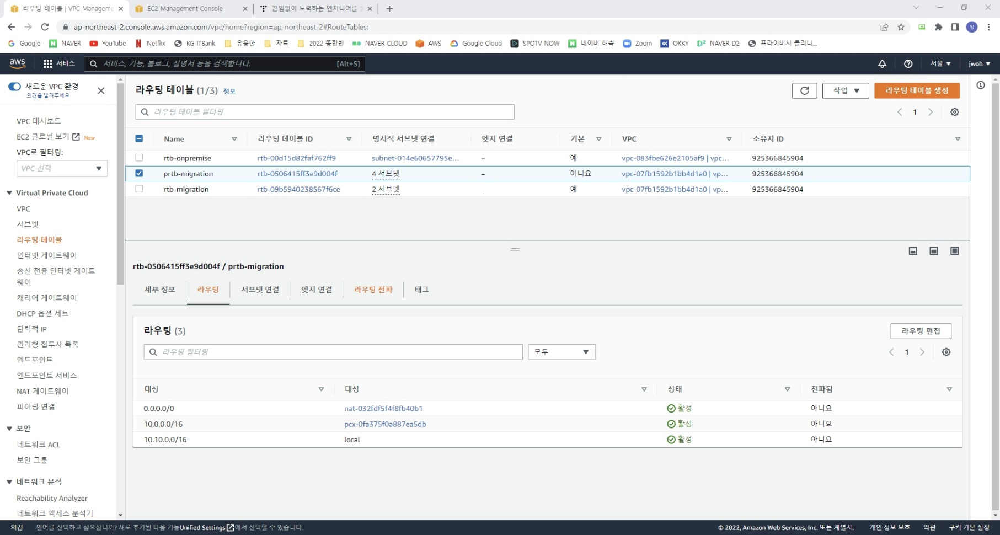 라우팅 테이블 | VPC Manageme
EC2 Management Console
끊임없이 노력하는 엔지니어를
ap-northeast-2.console.aws.amazon.com/vpc/home?region=ap-northeast-2#RouteTables:
잉
Google NAVER YouTube Netflix KG ITBank 유용한 자료 2022 종합반 NAVER CLOUD AWS Google Cloud SPOTV NOW 네이버 해축 Zoom OKKY NAVER D2 프라이버시 클리너...
aws 서비스 서비스, 기능, 블로그, 설명서 등을 검색합니다. [Alt+S] 서울 jwoh
새로운 VPC 환경
의견을 알려주세요
VPC 대시보드
EC2 글로벌 보기 New
VPC로 필터링:
VPC 선택
Virtual Private Cloud
VPC
서브넷
라우팅 테이블
인터넷 게이트웨이
송신 전용 인터넷 게이트
웨이
캐리어 게이트웨이
DHCP 옵션 세트
탄력적 IP
관리형 접두사 목록
엔드포인트
엔드포인트 서비스
NAT 게이트웨이
피어링 연결
보안
네트워크 ACL
보안 그룹
네트워크 분석
Reachability Analyzer
네트워크 액세스 분석기
라우팅 테이블 (1/3) 정보
작업 라우팅 테이블 생성
라우팅 테이블 필터링
1
Name 라우팅 테이블 ID 명시적 서브넷 연결 엣지 연결 기본 VPC 소유자 ID
rtb-onpremise rtb-00d15d82faf762ff9 subnet-014e60657795e... – 예 vpc-083fbe626e2105af9 | vpc... 925366845904
prtb-migration rtb-0506415ff3e9d004f 4 서브넷 – 아니요 vpc-07fb1592b1bb4d1a0 | vp... 925366845904
rtb-migration rtb-09b5940238567f6ce 2 서브넷 – 예 vpc-07fb1592b1bb4d1a0 | vp... 925366845904
rtb-0506415ff3e9d004f / prtb-migration
세부 정보 라우팅 서브넷 연결 엣지 연결 라우팅 전파 태그
라우팅 (3)
라우팅 편집
라우팅 필터링
모두
1
대상 대상 상태 전파됨
0.0.0.0/0 nat-032fdf5f4f8fb40b1 활성 아니요
10.0.0.0/16 pcx-0fa375f0a887ea5db 활성 아니요
10.10.0.0/16 local 활성 아니요
의견 언어를 선택하고 싶으십니까? 새로 추가된 다음 기능Unified Settings에서 선택할 수 있습니다. © 2022, Amazon Web Services, Inc. 또는 계열사. 개인 정보 보호 약관 쿠키 기본 설정